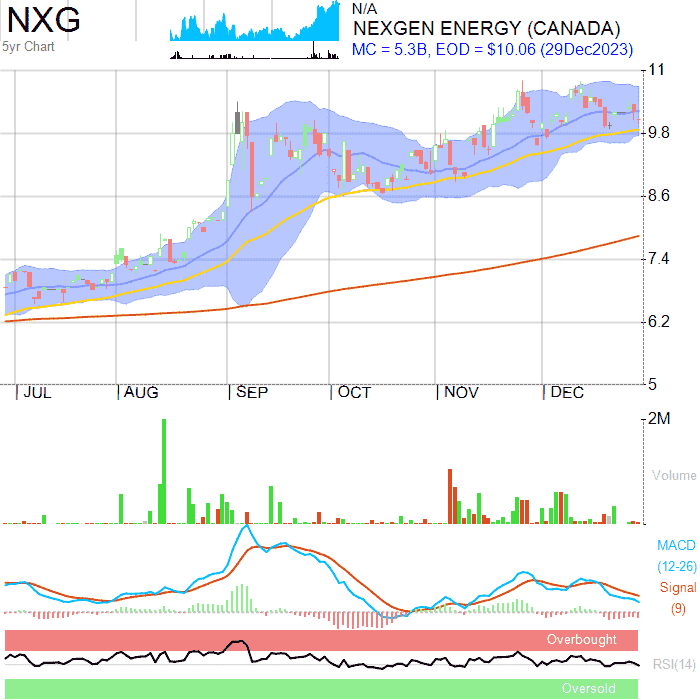 NXG
5yr Chart
N/A
NEXGEN ENERGY (CANADA)
MC = 5.3B, EOD = $10.06 (29Dec2023)
11
9.8
8.6
7.4
6.2
5
JUL AUG SEP OCT NOV DEC
2M
Volume
MACD
(12-26)
Signal
(9)
Overbought
RSI(14)
Oversold